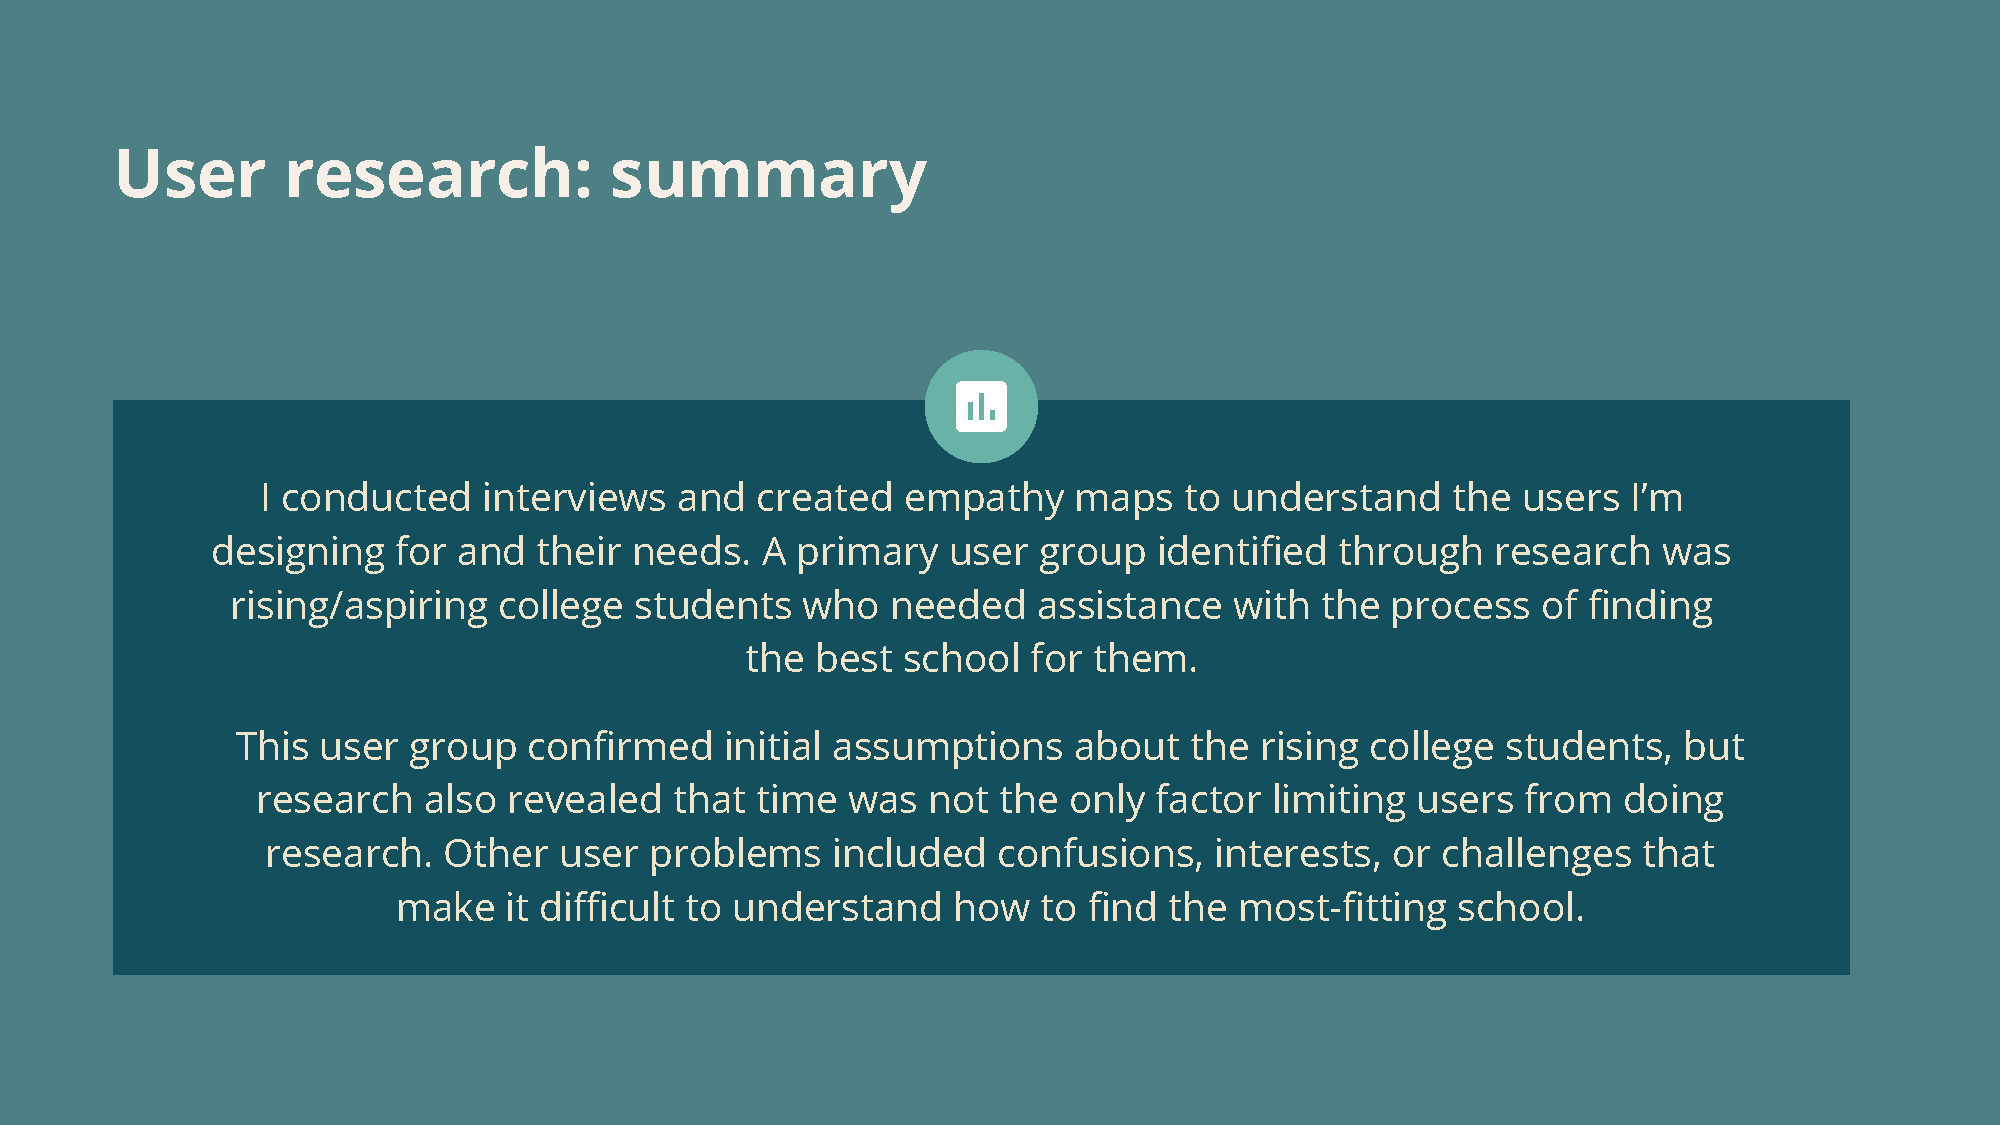 User research: summary
I conducted interviews and created empathy maps to understand the users I’m
designing for and their needs. A primary user group identified through research was
rising/aspiring college students who needed assistance with the process of finding
the best school for them.
This user group confirmed initial assumptions about the rising college students, but
research also revealed that time was not the only factor limiting users from doing
research. Other user problems included confusions, interests, or challenges that
make it difficult to understand how to find the most-fitting school.